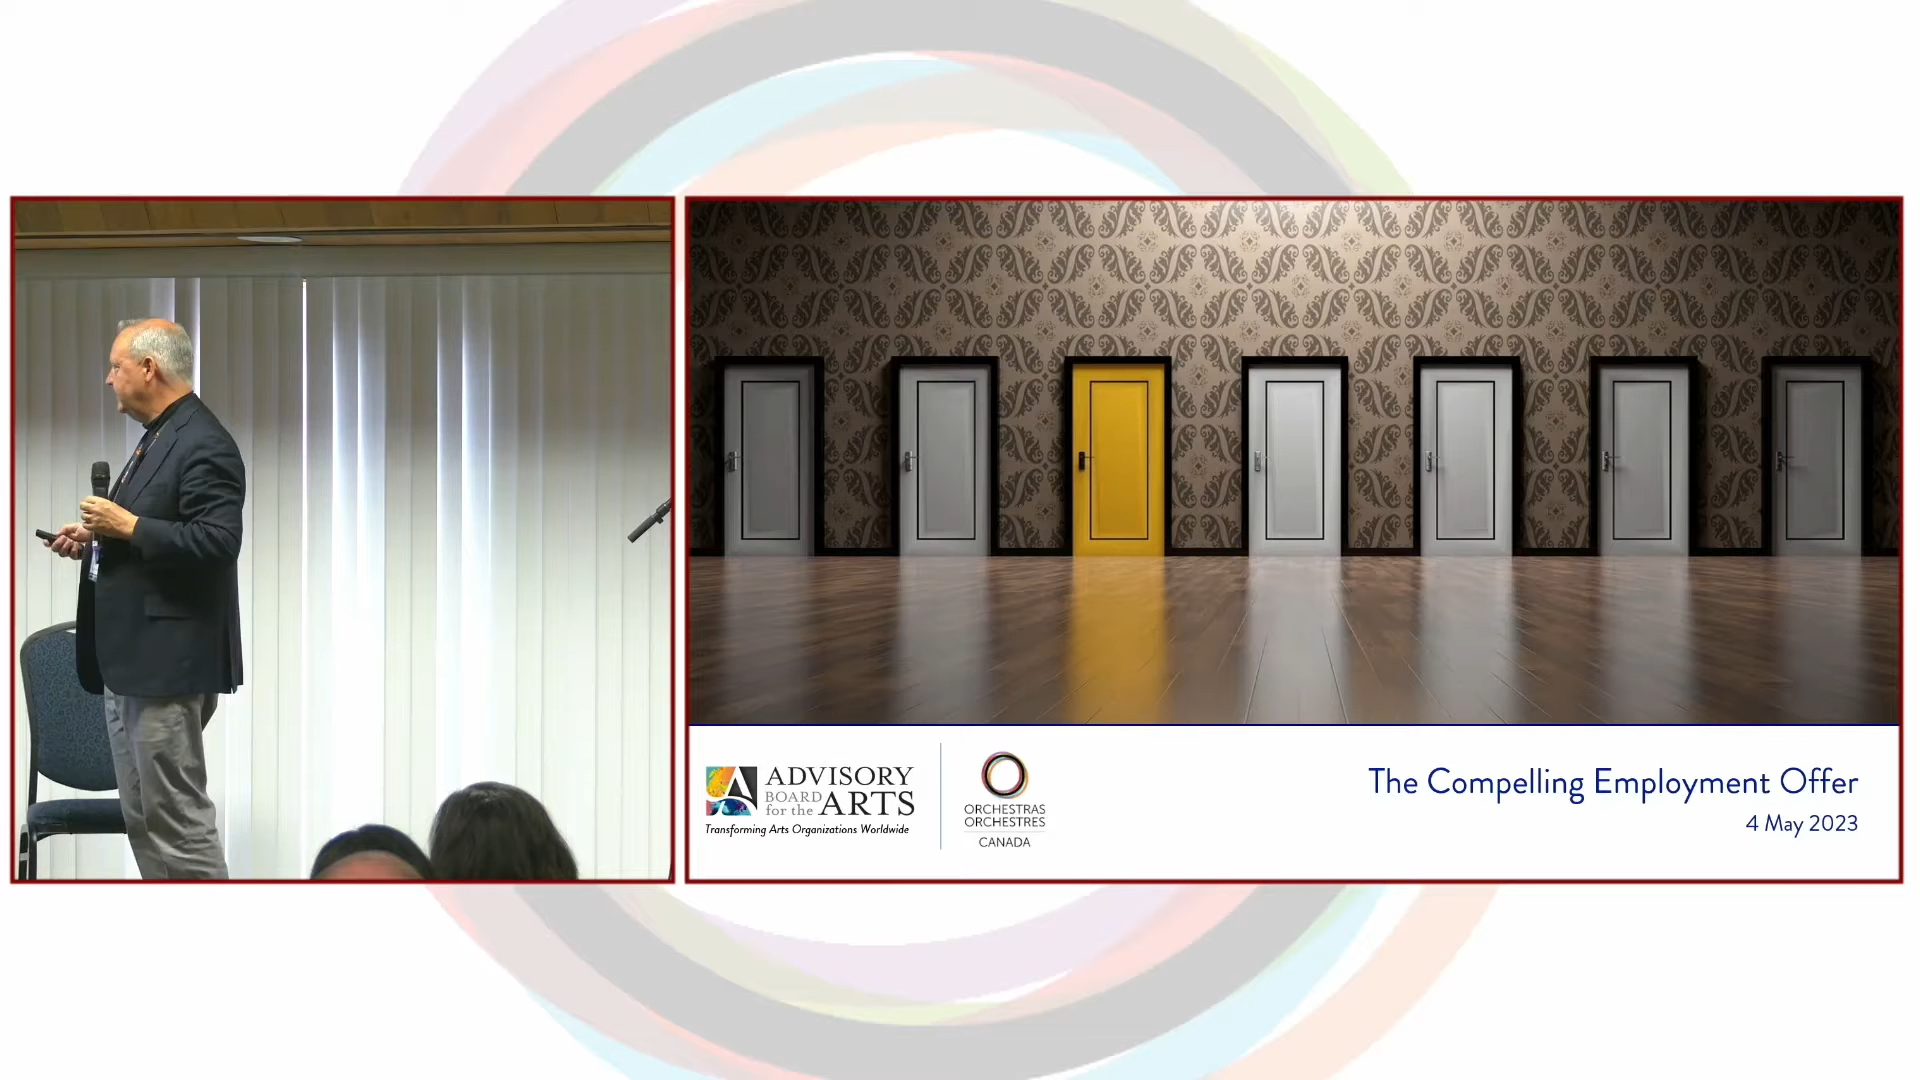 ADVISORY
BOARD
for the ARTS
Transforming Arts Organizations Worldwide
ORCHESTRAS
ORCHESTRES
CANADA
The Compelling Employment Offer
4 May 2023